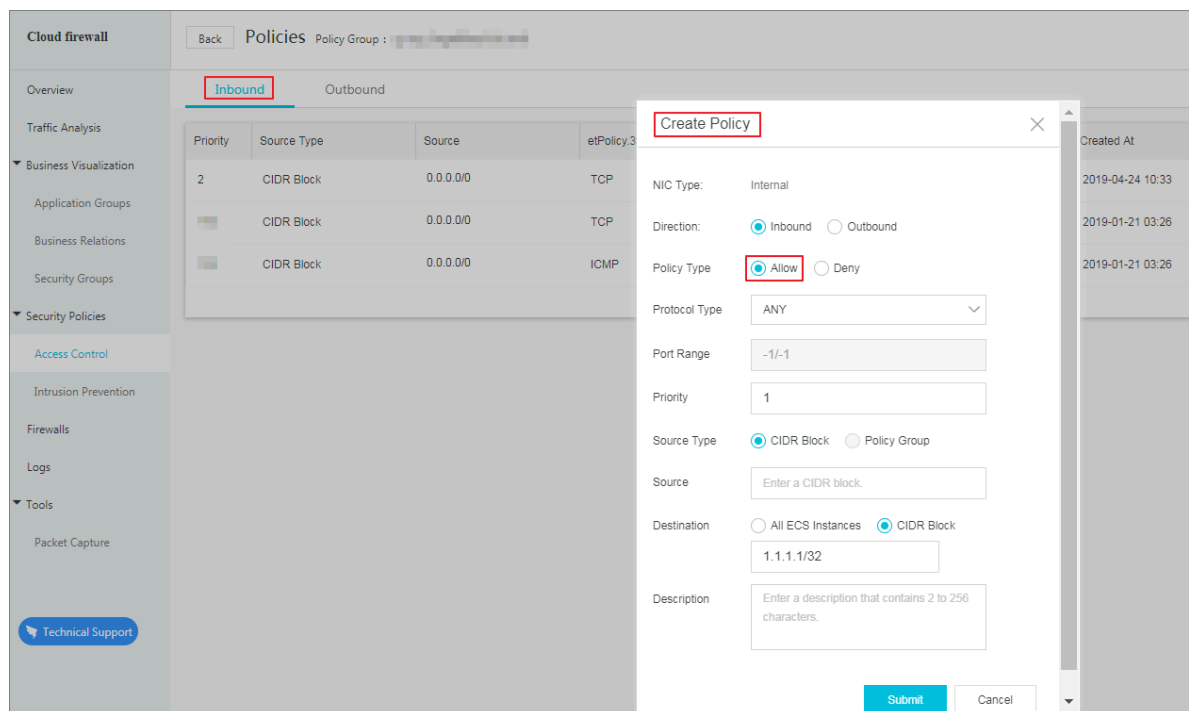 Cloud firewall
Back Policies Policy Group :
Overview
Traffic Analysis
Business Visualization
Application Groups
Business Relations
Security Groups
Security Policies
Access Control
Intrusion Prevention
Firewalls
Logs
Tools
Packet Capture
Technical Support
Inbound Outbound
Priority Source Type Source etPolicy.3 Created At
2 CIDR Block 0.0.0.0/0 TCP 2019-04-24 10:33
CIDR Block 0.0.0.0/0 TCP 2019-01-21 03:26
CIDR Block 0.0.0.0/0 ICMP 2019-01-21 03:26
Create Policy
NIC Type: Internal
Direction: Inbound Outbound
Policy Type Allow Deny
Protocol Type ANY
Port Range -1/-1
Priority 1
Source Type CIDR Block Policy Group
Source Enter a CIDR block.
Destination All ECS Instances CIDR Block
1.1.1.1/32
Description Enter a description that contains 2 to 256
characters.
Submit Cancel